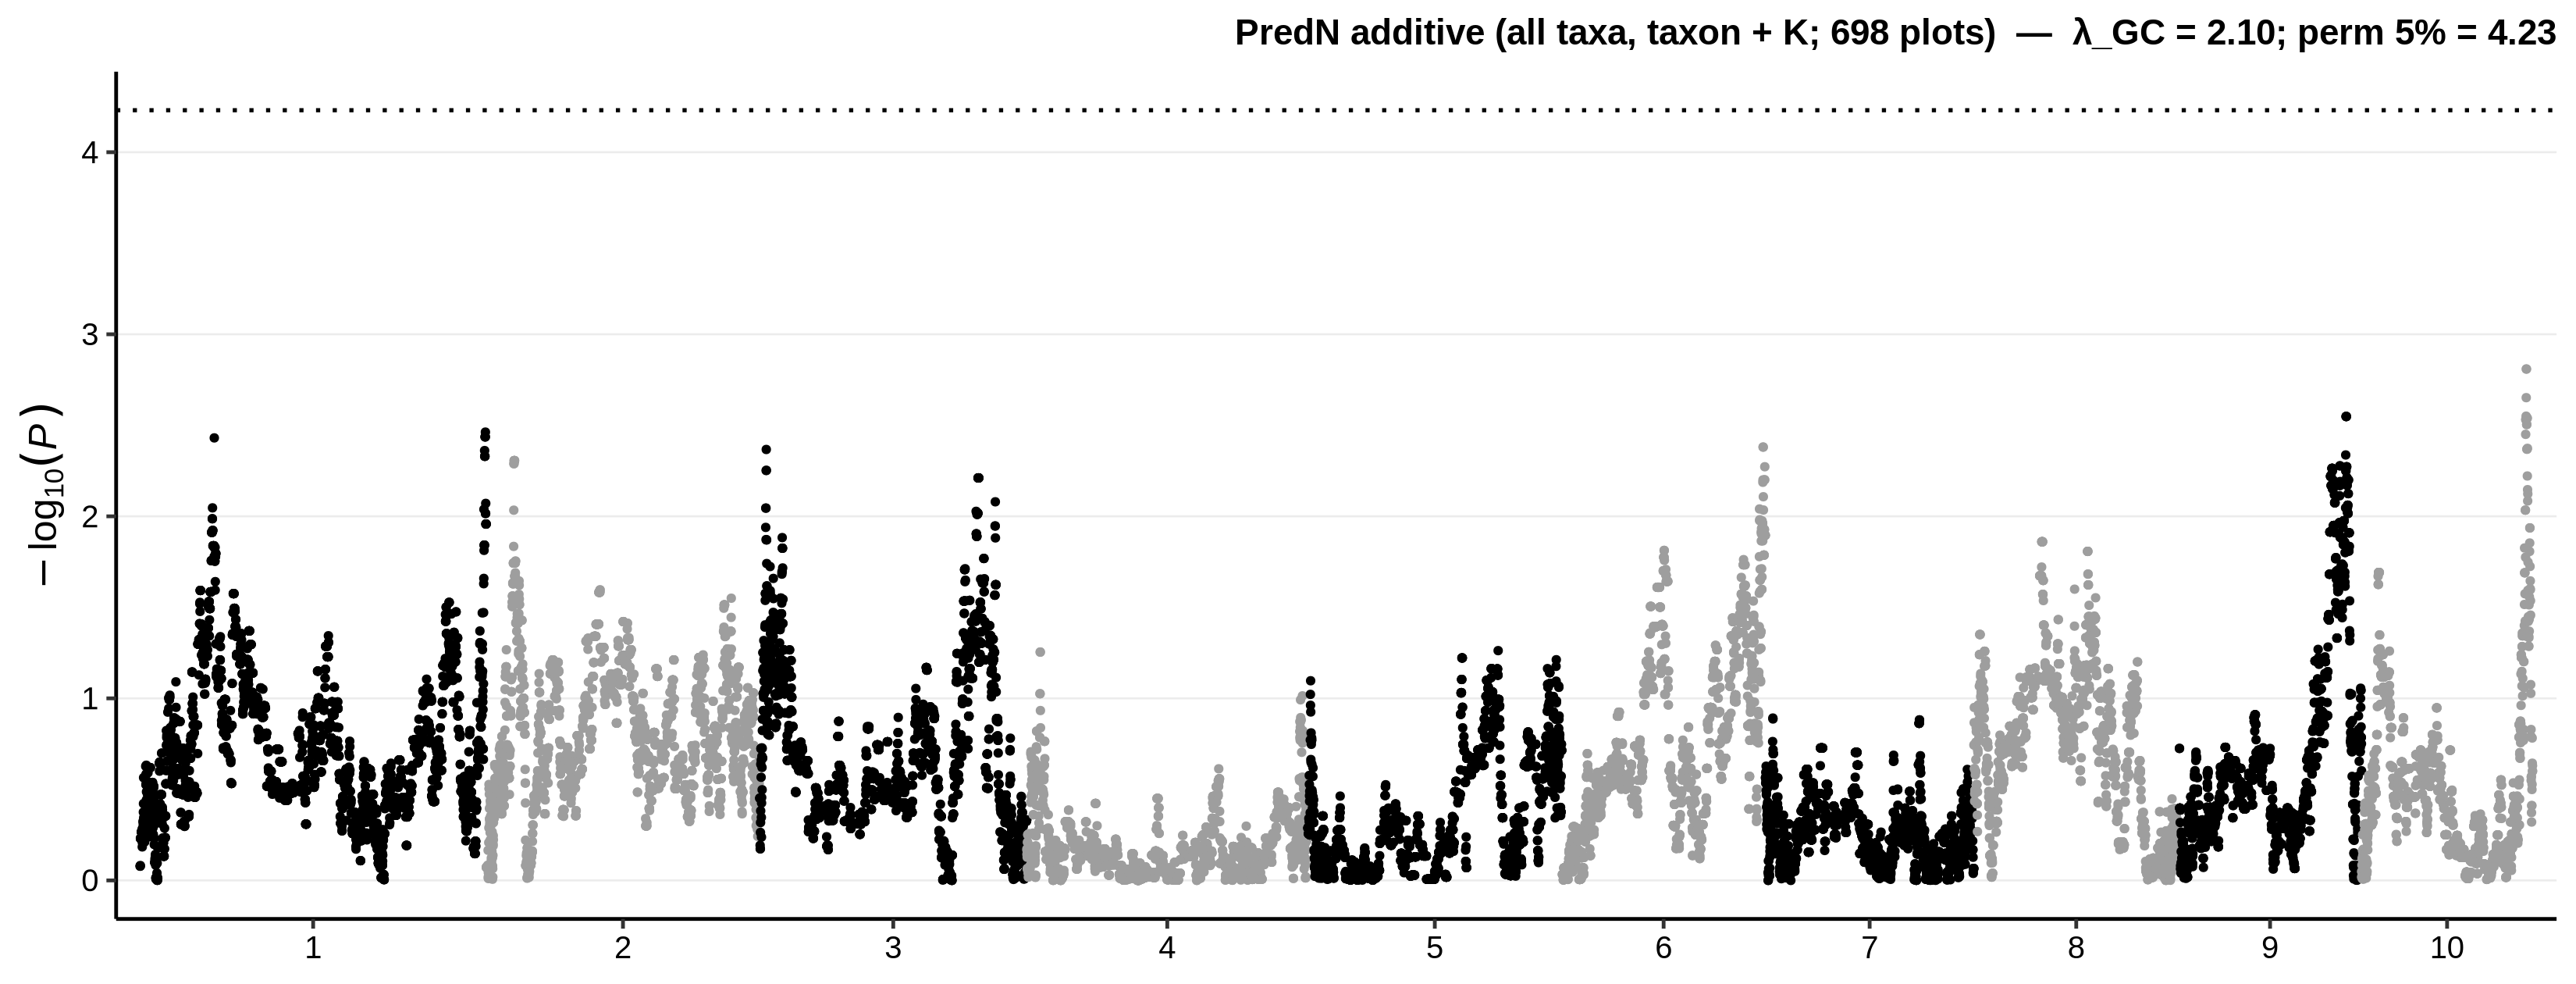 PredN additive (all taxa, taxon + K; 698 plots) — λ_GC = 2.10; perm 5% = 4.23
4
3
2
1
0
− log10(P)
1 2 3 4 5 6 7 8 9 10